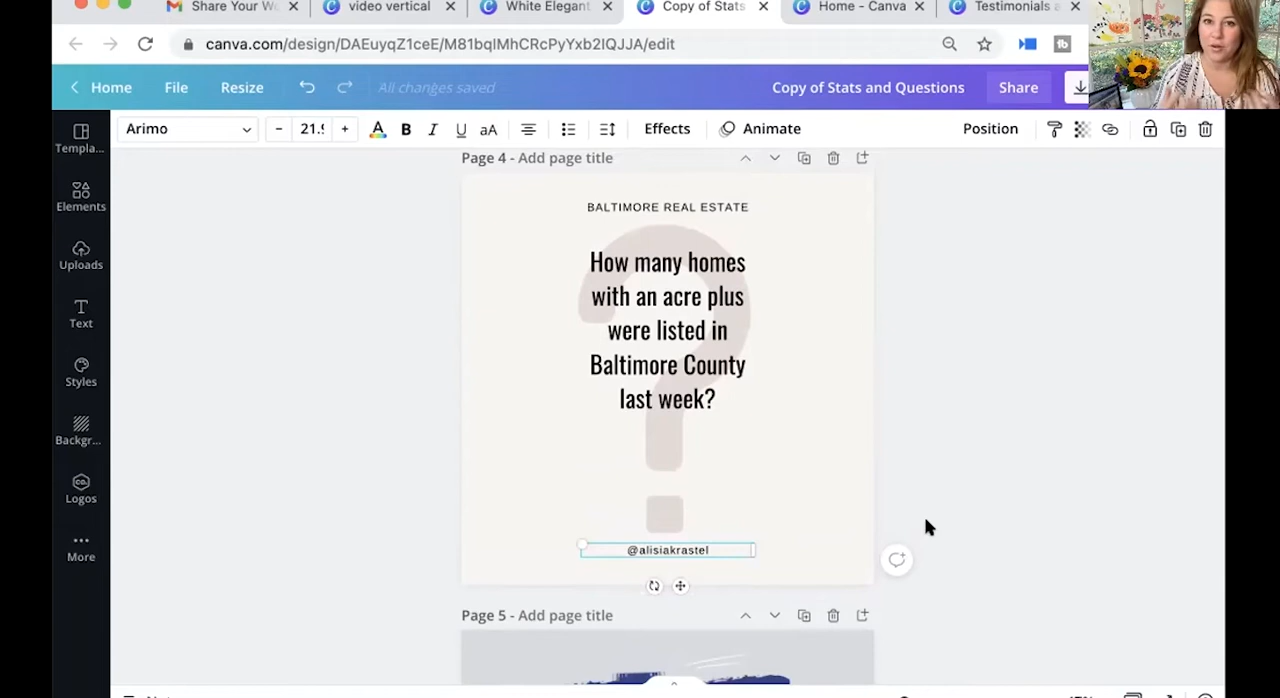 Share Your W
video vertical
White Elegant
Copy of Stats
Home - Canva
Testimonials a
canva.com/design/DAEuyqZ1ceE/M81bqlMhCRcPyYxb2IQJJA/edit
Home File Resize All changes saved Copy of Stats and Questions Share
Arimo - 21. + A B I U aA Effects Animate Position
Templa...
Elements
Uploads
Text
Styles
Backgr...
Logos
More
Page 4 - Add page title
BALTIMORE REAL ESTATE
How many homes
with an acre plus
were listed in
Baltimore County
last week?
@alisiakrastel
Page 5 - Add page title